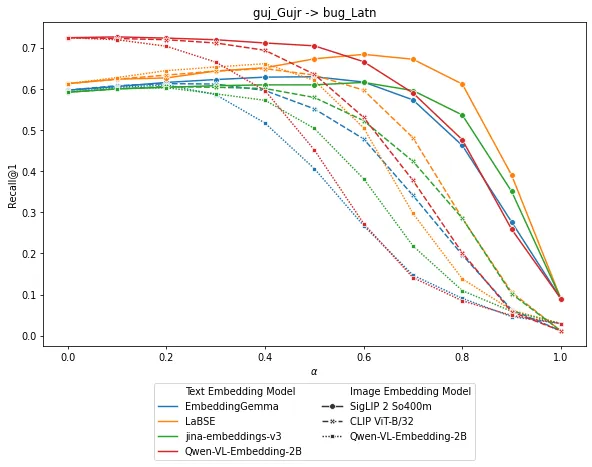 guj_Gujr -> bug_Latn
Recall@1
0.7
0.6
0.5
0.4
0.3
0.2
0.1
0.0
0.0 0.2 0.4 0.6 0.8 1.0
α
Text Embedding Model Image Embedding Model
EmbeddingGemma SigLIP 2 So400m
LaBSE CLIP ViT-B/32
jina-embeddings-v3 Qwen-VL-Embedding-2B
Qwen-VL-Embedding-2B